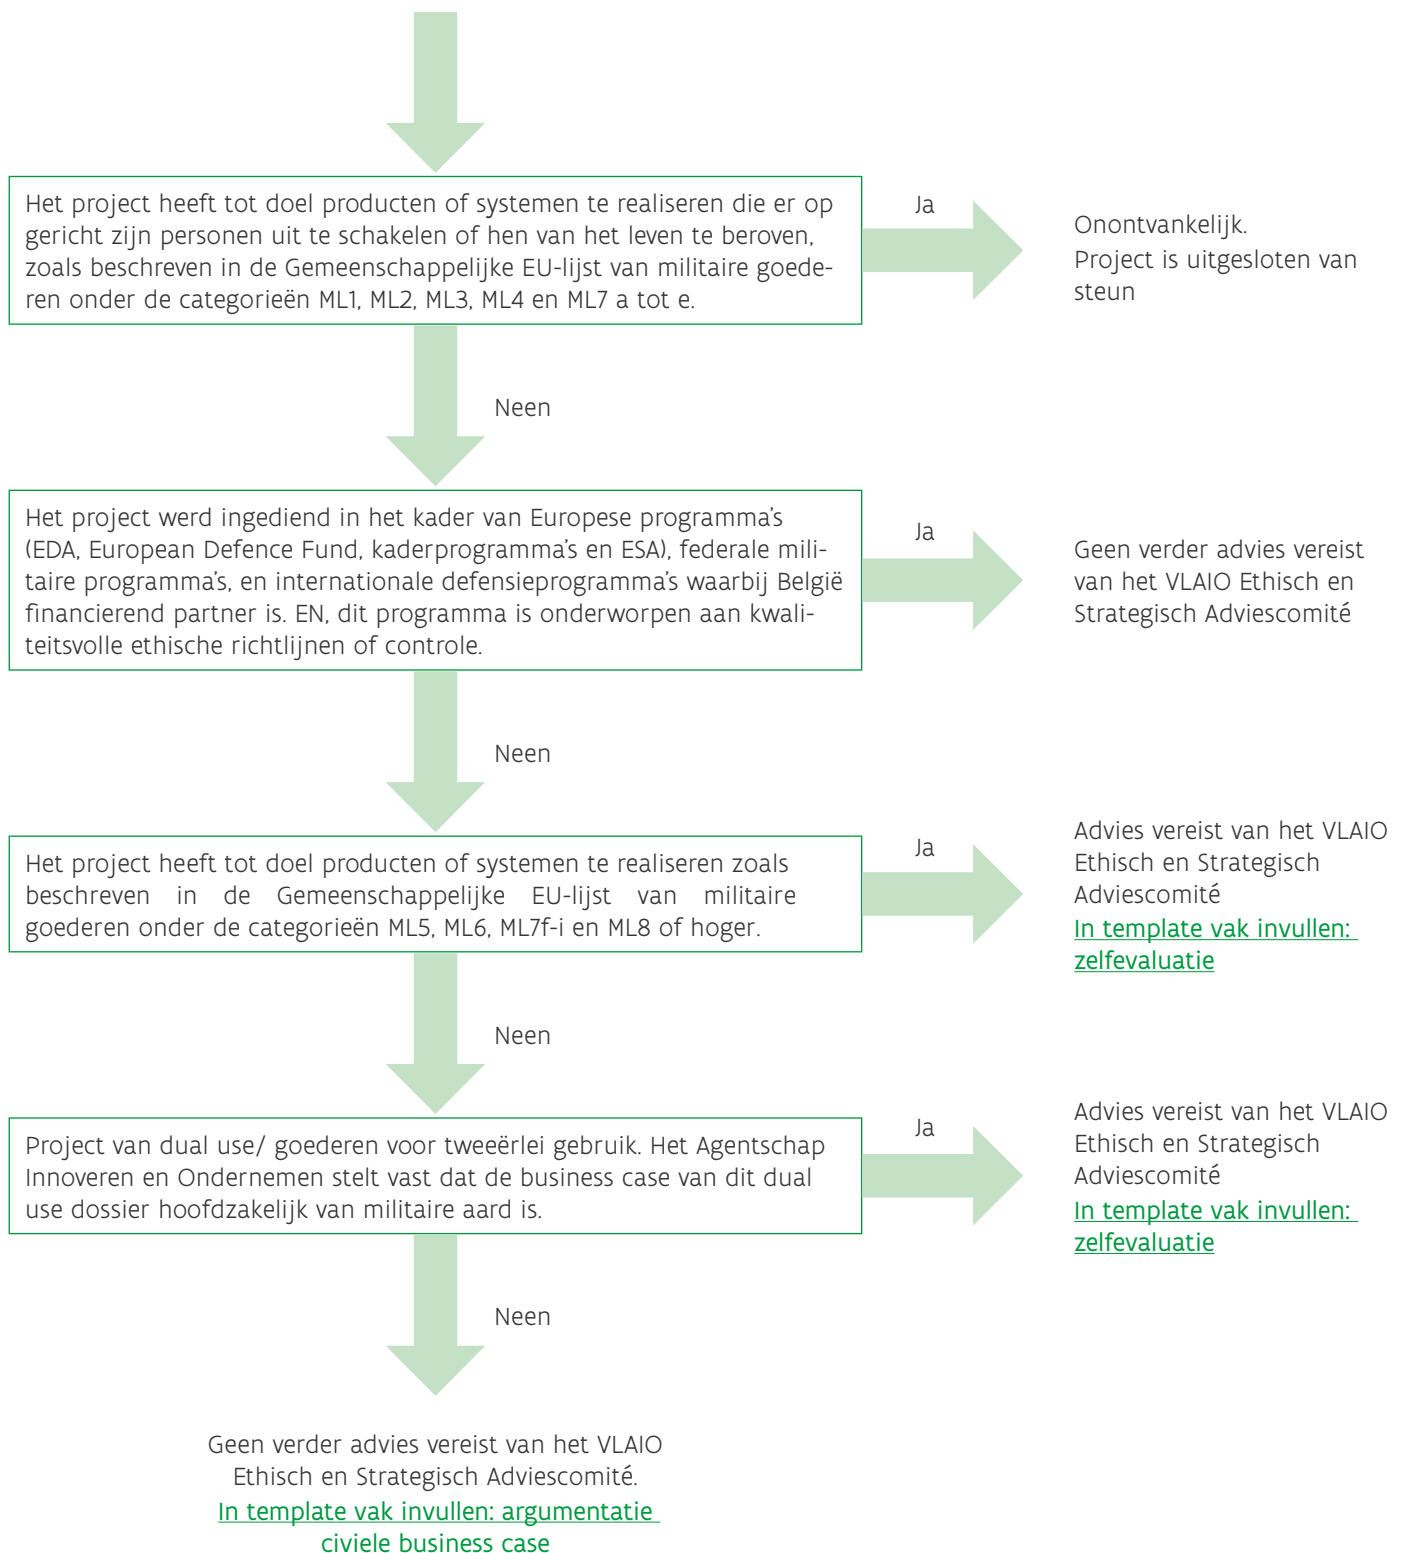 Het project heeft tot doel producten of systemen te realiseren die er op
gericht zijn personen uit te schakelen of hen van het leven te beroven,
zoals beschreven in de Gemeenschappelijke EU-lijst van militaire goede-
ren onder de categorieën ML1, ML2, ML3, ML4 en ML7 a tot e.
Ja
Onontvankelijk.
Project is uitgesloten van
steun
Neen
Het project werd ingediend in het kader van Europese programma's
(EDA, European Defence Fund, kaderprogramma's en ESA), federale mili-
taire programma's, en internationale defensieprogramma's waarbij België
financierend partner is. EN, dit programma is onderworpen aan kwali-
teitsvolle ethische richtlijnen of controle.
Ja
Geen verder advies vereist
van het VLAIO Ethisch en
Strategisch Adviescomité
Neen
Het project heeft tot doel producten of systemen te realiseren zoals
beschreven in de Gemeenschappelijke EU-lijst van militaire
goederen onder de categorieën ML5, ML6, ML7f-i en ML8 of hoger.
Ja
Advies vereist van het VLAIO
Ethisch en Strategisch
Adviescomité
In template vak invullen:
zelfevaluatie
Neen
Project van dual use/ goederen voor tweeërlei gebruik. Het Agentschap
Innoveren en Ondernemen stelt vast dat de business case van dit dual
use dossier hoofdzakelijk van militaire aard is.
Ja
Advies vereist van het VLAIO
Ethisch en Strategisch
Adviescomité
In template vak invullen:
zelfevaluatie
Neen
Geen verder advies vereist van het VLAIO
Ethisch en Strategisch Adviescomité.
In template vak invullen: argumentatie
civiele business case